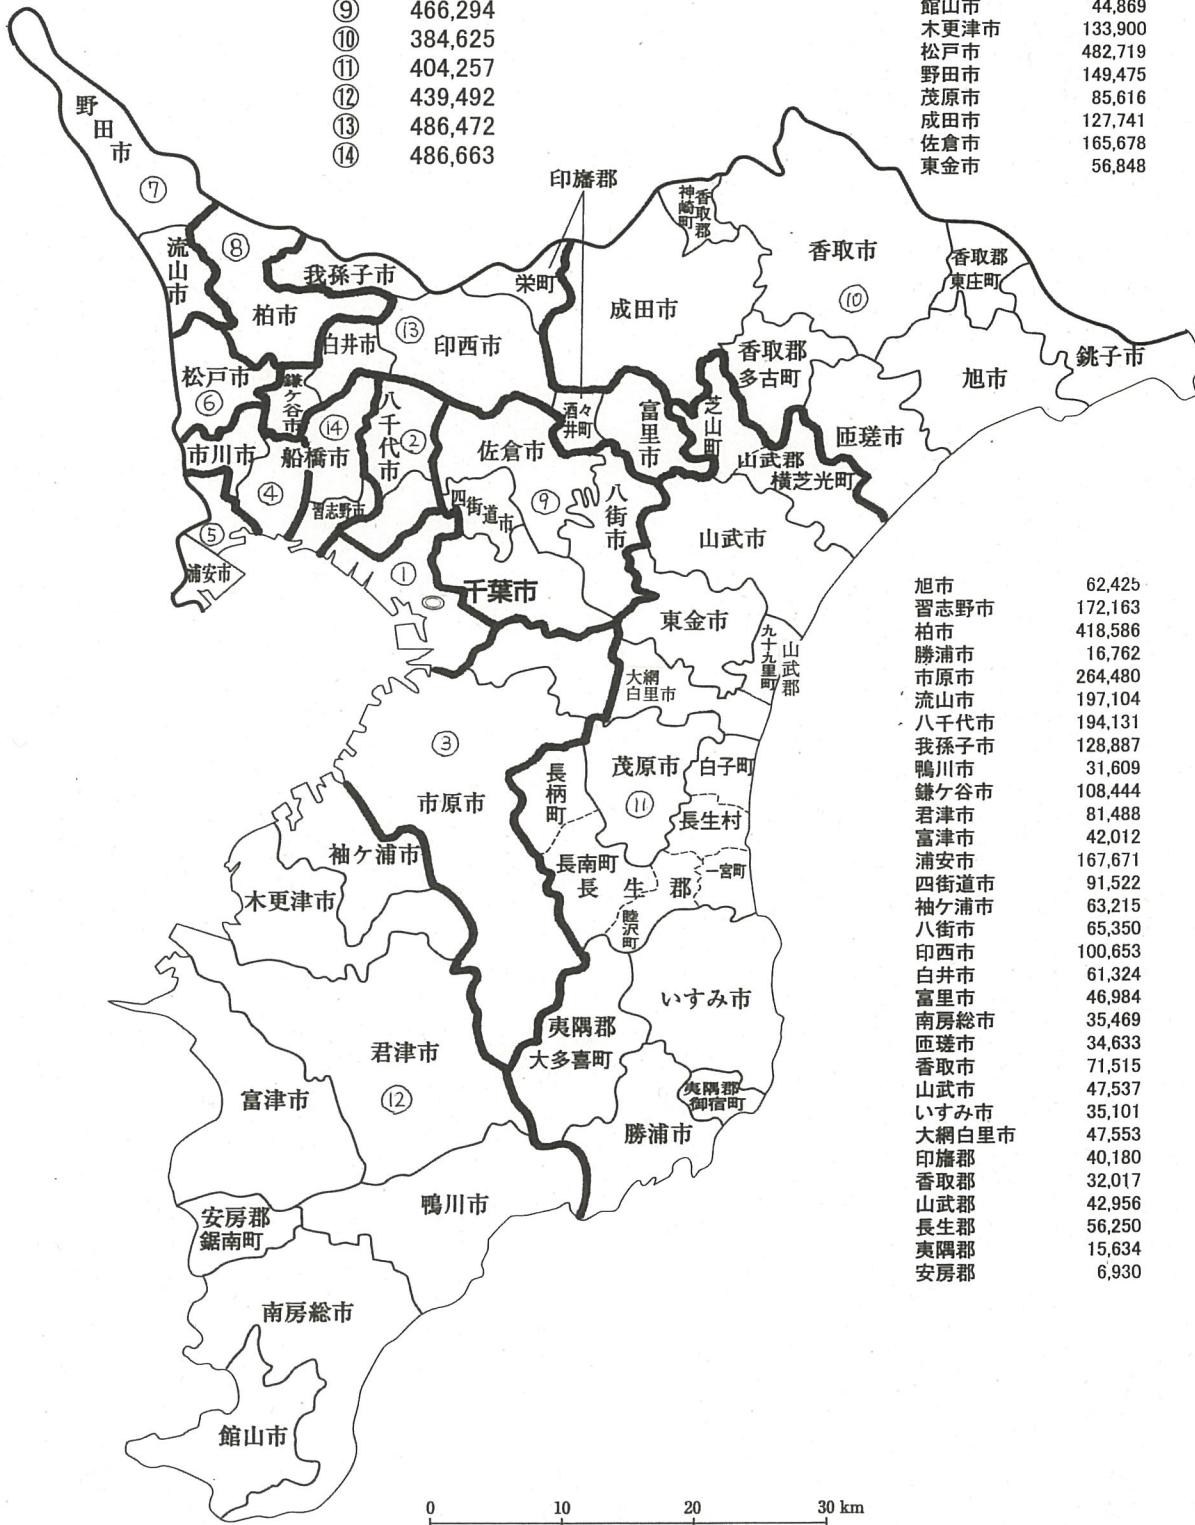 ⑨ 466,294
⑩ 384,625
⑪ 404,257
⑫ 439,492
⑬ 486,472
⑭ 486,663
館山市 44,869
木更津市 133,900
松戸市 482,719
野田市 149,475
茂原市 85,616
成田市 127,741
佐倉市 165,678
東金市 56,848
野田市
⑦
流山市
⑧
柏市
我孫子市
印旛郡
栄町
⑬
印西市
白井市
成田市
香取郡
神崎町
香取市
⑩
香取郡
東庄町
銚子市
旭市
香取郡
多古町
匝瑳市
松戸市
⑥
鎌ケ谷市
⑭
船橋市
八千代市
②
佐倉市
酒々井町
富里市
芝山町
山武郡
横芝光町
市川市
④
習志野市
四街道市
⑨
八街市
山武市
⑤
浦安市
①
千葉市
東金市
九十九里町
山武郡
大網
白里市
③
市原市
茂原市
⑪
白子町
長柄町
長生村
長南町
長生郡
一宮町
睦沢町
袖ケ浦市
木更津市
いすみ市
夷隅郡
大多喜町
君津市
⑫
富津市
夷隅郡
御宿町
勝浦市
鴨川市
安房郡
鋸南町
南房総市
館山市
旭市 62,425
習志野市 172,163
柏市 418,586
勝浦市 16,762
市原市 264,480
流山市 197,104
八千代市 194,131
我孫子市 128,887
鴨川市 31,609
鎌ケ谷市 108,444
君津市 81,488
富津市 42,012
浦安市 167,671
四街道市 91,522
袖ケ浦市 63,215
八街市 65,350
印西市 100,653
白井市 61,324
富里市 46,984
南房総市 35,469
匝瑳市 34,633
香取市 71,515
山武市 47,537
いすみ市 35,101
大網白里市 47,553
印旛郡 40,180
香取郡 32,017
山武郡 42,956
長生郡 56,250
夷隅郡 15,634
安房郡 6,930
0 10 20 30 km